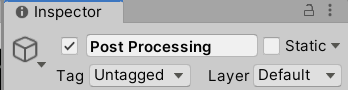 Inspector
Post Processing Static
Tag Untagged Layer Default